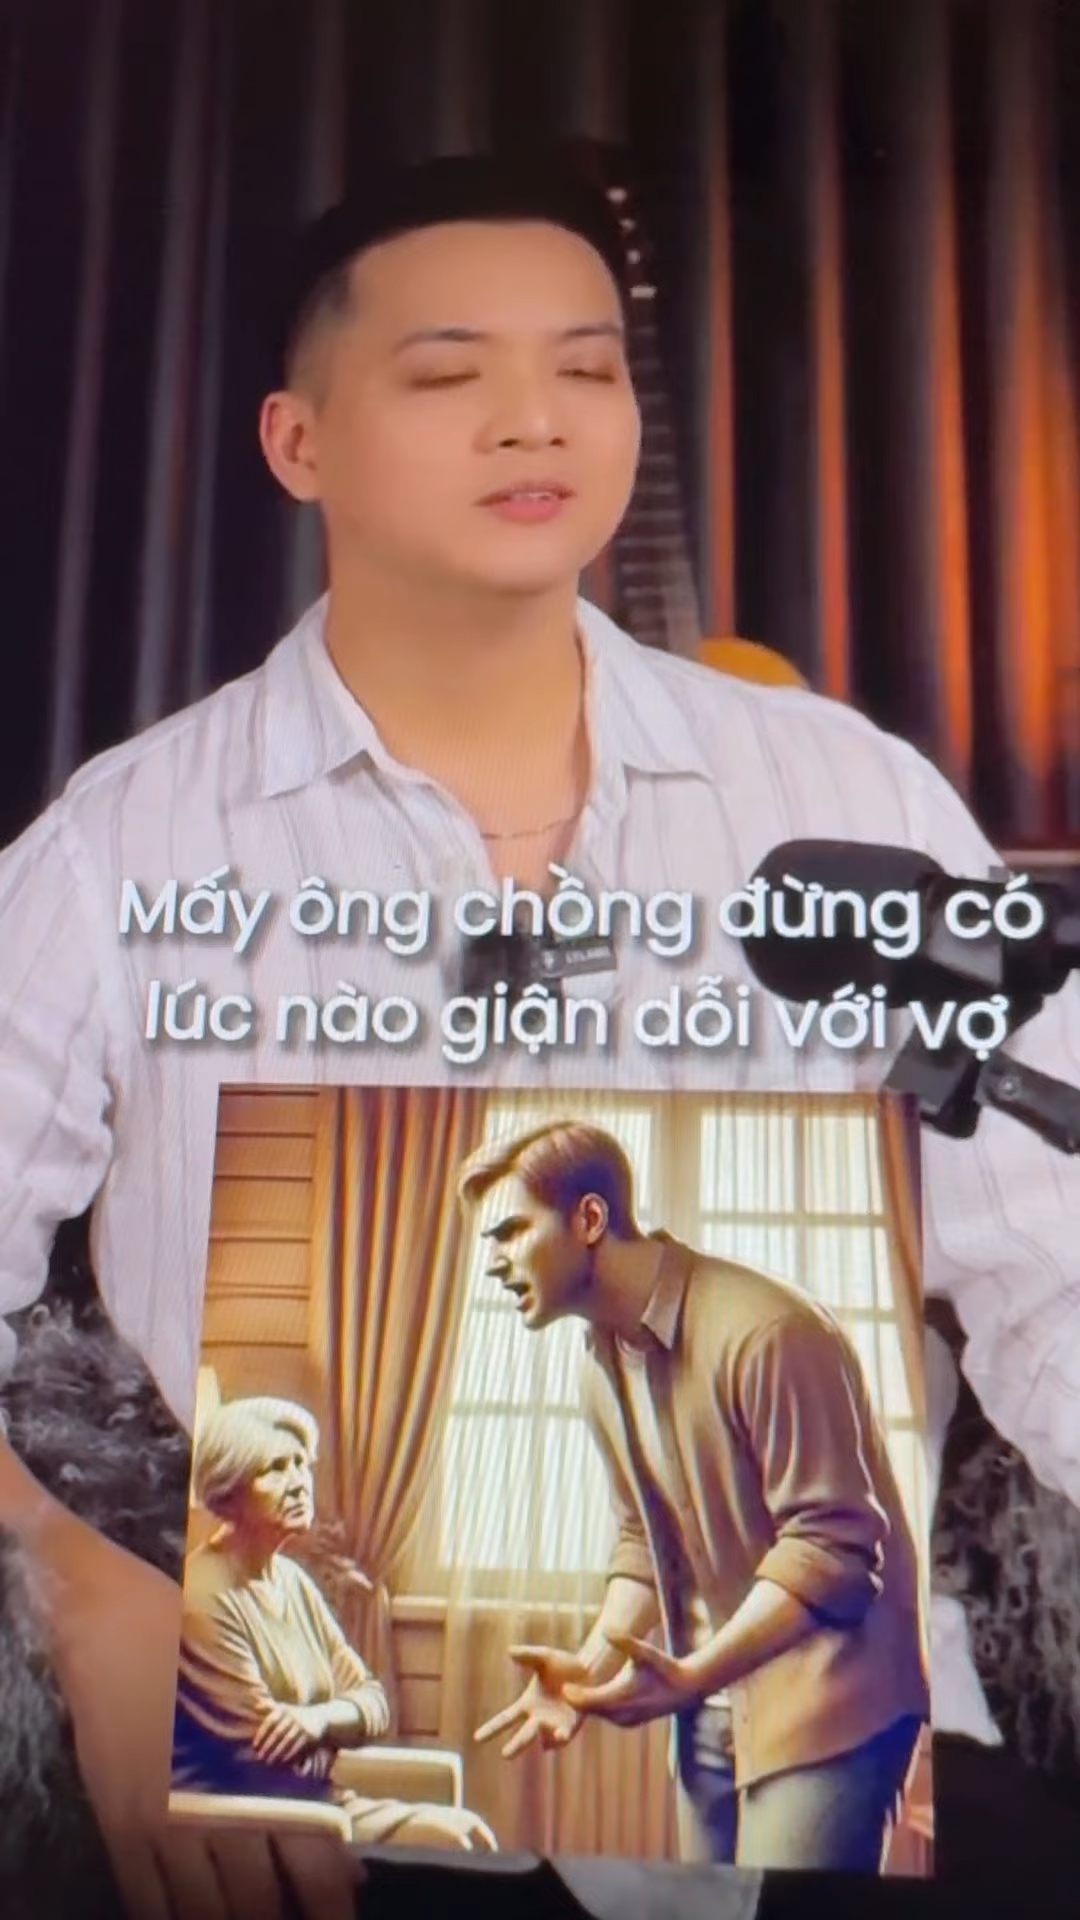 Mấy ông chồng đừng có
lúc nào giận dỗi với vợ